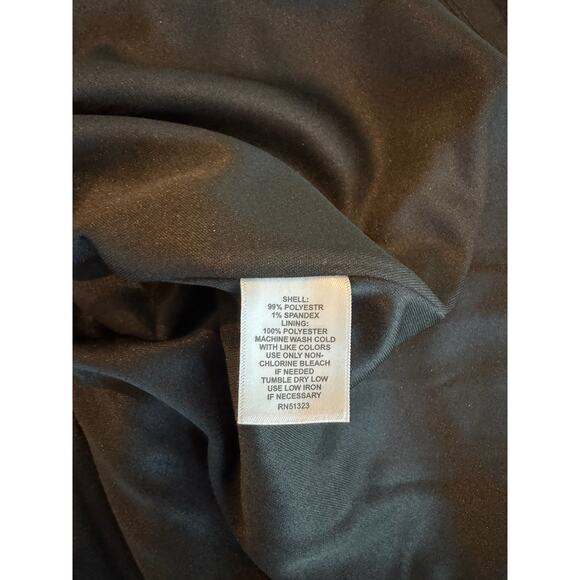 SHELL:
99% POLYESTR
1% SPANDEX
LINING:
100% POLYESTER
MACHINE WASH COLD
WITH LIKE COLORS
USE ONLY NON-
CHLORINE BLEACH
IF NEEDED
TUMBLE DRY LOW
USE LOW IRON
IF NECESSARY
RN51323